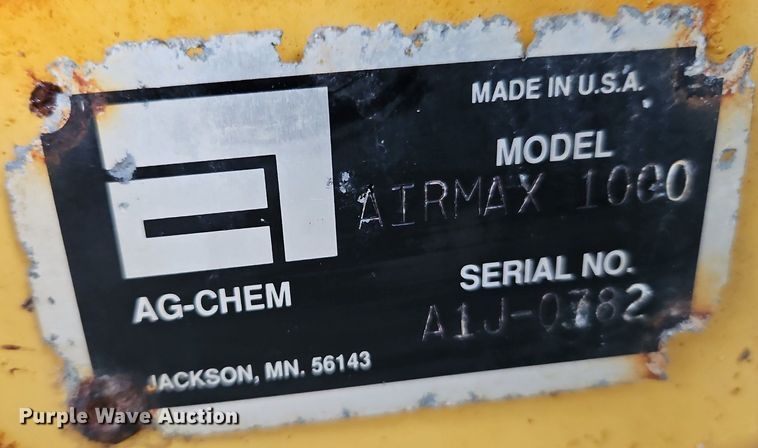 MADE IN U.S.A.
MODEL
AIRMAX 1000
SERIAL NO.
A1J-0782
AG-CHEM
JACKSON, MN. 56143
Purple Wave Auction